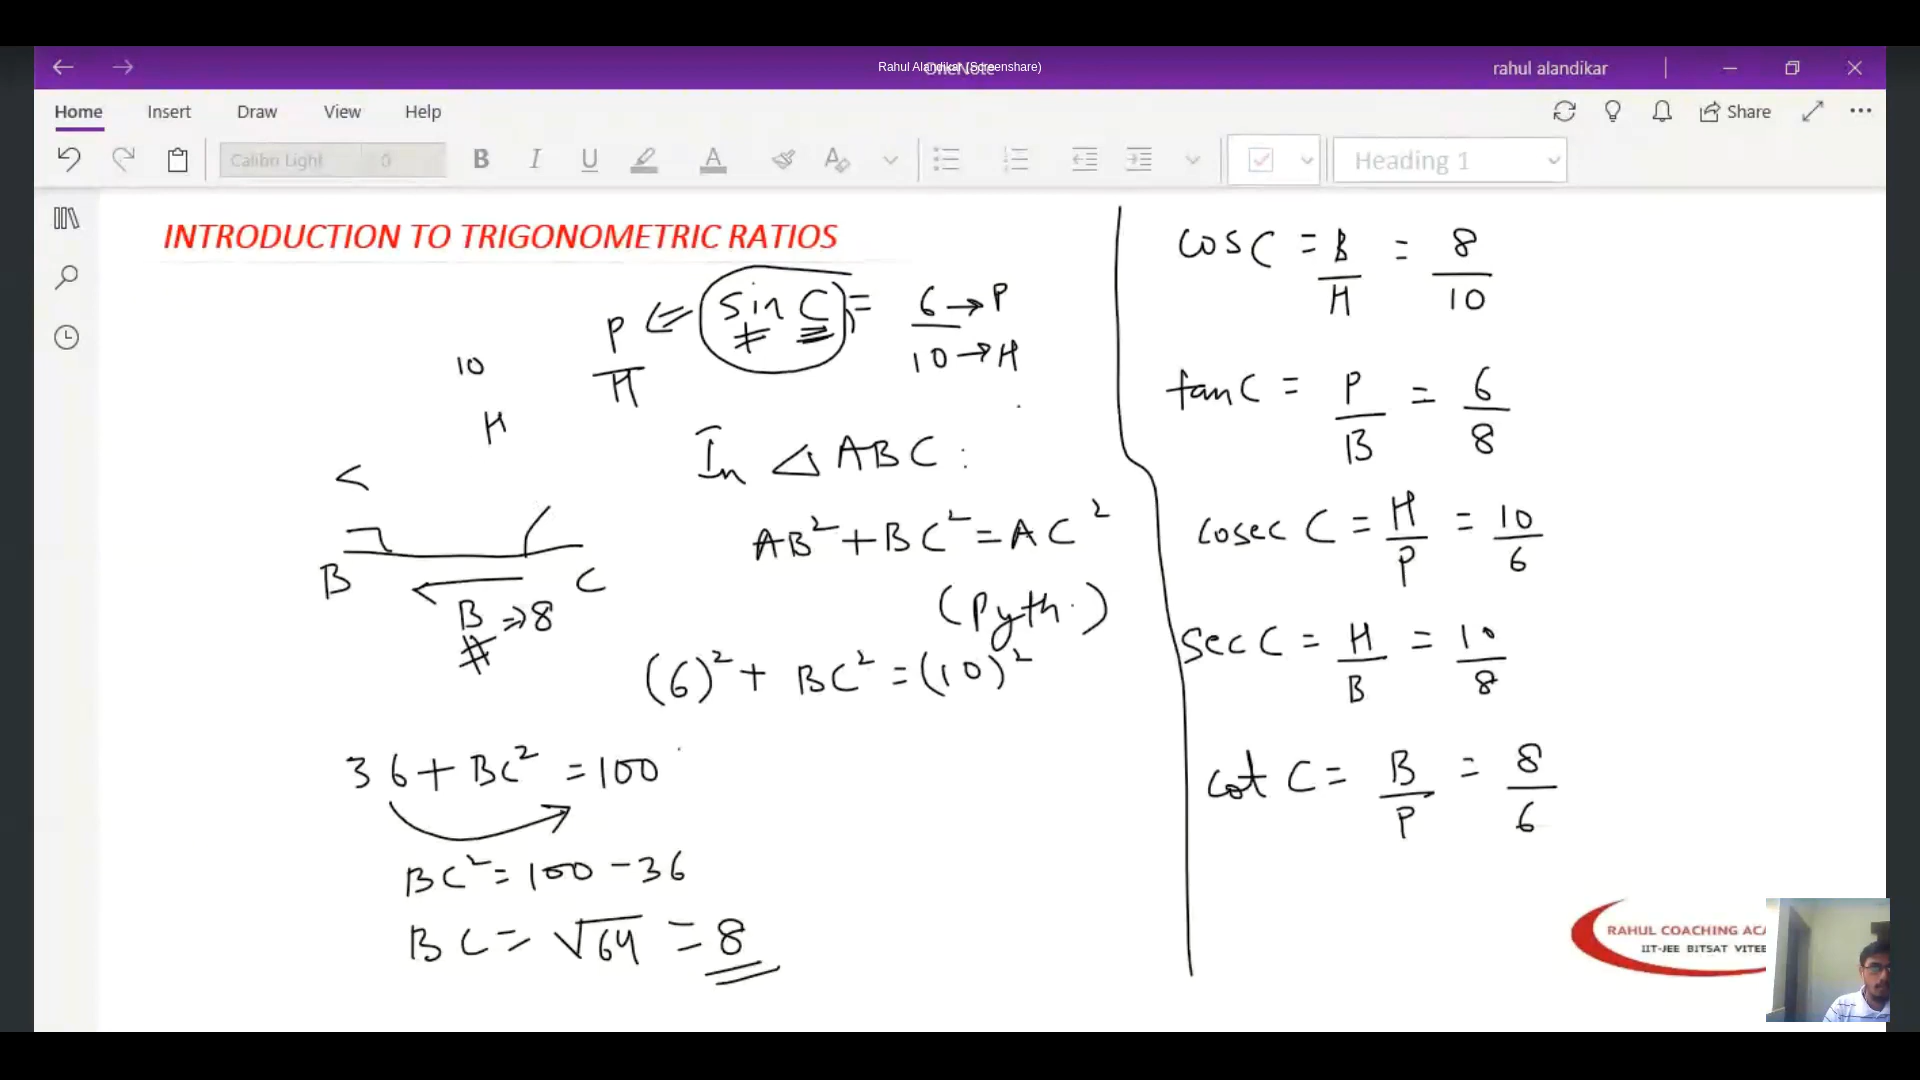 Rahul Alandikar (Screenshare)
rahul alandikar
Home Insert Draw View Help
Share
Calibri Light 0
B I U A
Heading 1
INTRODUCTION TO TRIGONOMETRIC RATIOS
P/H ⇐ sin C = 6 → P / 10 → H
10
H
In △ ABC :
AB² + BC² = AC²
B C
B ⇒ 8
(Pyth.)
(6)² + BC² = (10)²
36 + BC² = 100
BC² = 100 - 36
BC = √64 = 8
cos C = B/H = 8/10
tan C = P/B = 6/8
cosec C = H/P = 10/6
sec C = H/B = 10/8
cot C = B/P = 8/6
RAHUL COACHING ACA
IIT-JEE BITSAT VITEE